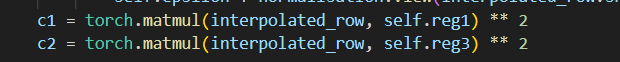 c1 = torch.matmul(interpolated_row, self.reg1) ** 2
c2 = torch.matmul(interpolated_row, self.reg3) ** 2